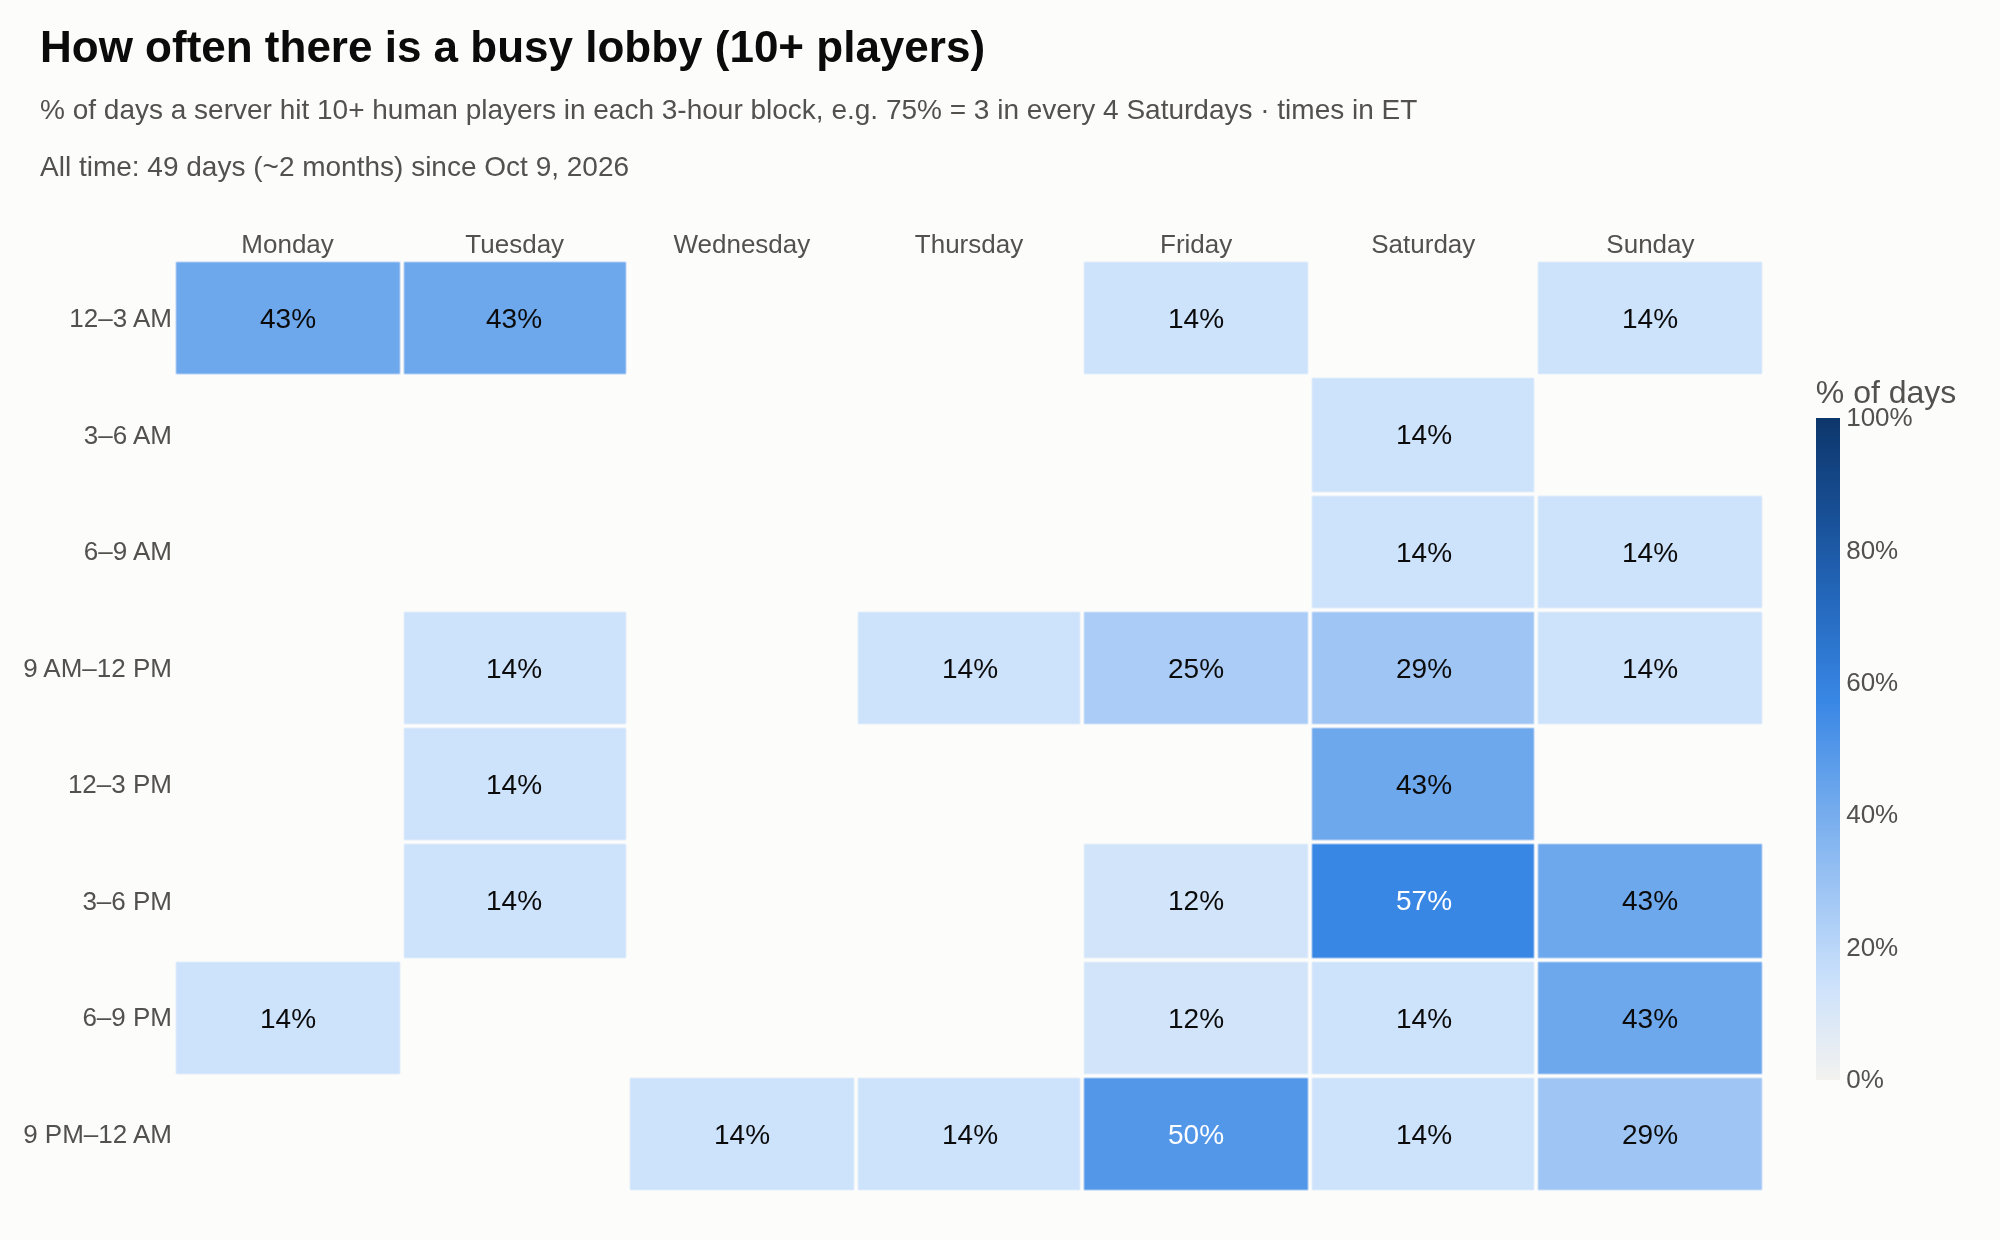 How often there is a busy lobby (10+ players)
% of days a server hit 10+ human players in each 3-hour block, e.g. 75% = 3 in every 4 Saturdays · times in ET
All time: 49 days (~2 months) since Oct 9, 2026
Monday Tuesday Wednesday Thursday Friday Saturday Sunday
12–3 AM 43% 43% 14% 14%
3–6 AM 14%
6–9 AM 14% 14%
9 AM–12 PM 14% 14% 25% 29% 14%
12–3 PM 14% 43%
3–6 PM 14% 12% 57% 43%
6–9 PM 14% 12% 14% 43%
9 PM–12 AM 14% 14% 50% 14% 29%
% of days
100%
80%
60%
40%
20%
0%